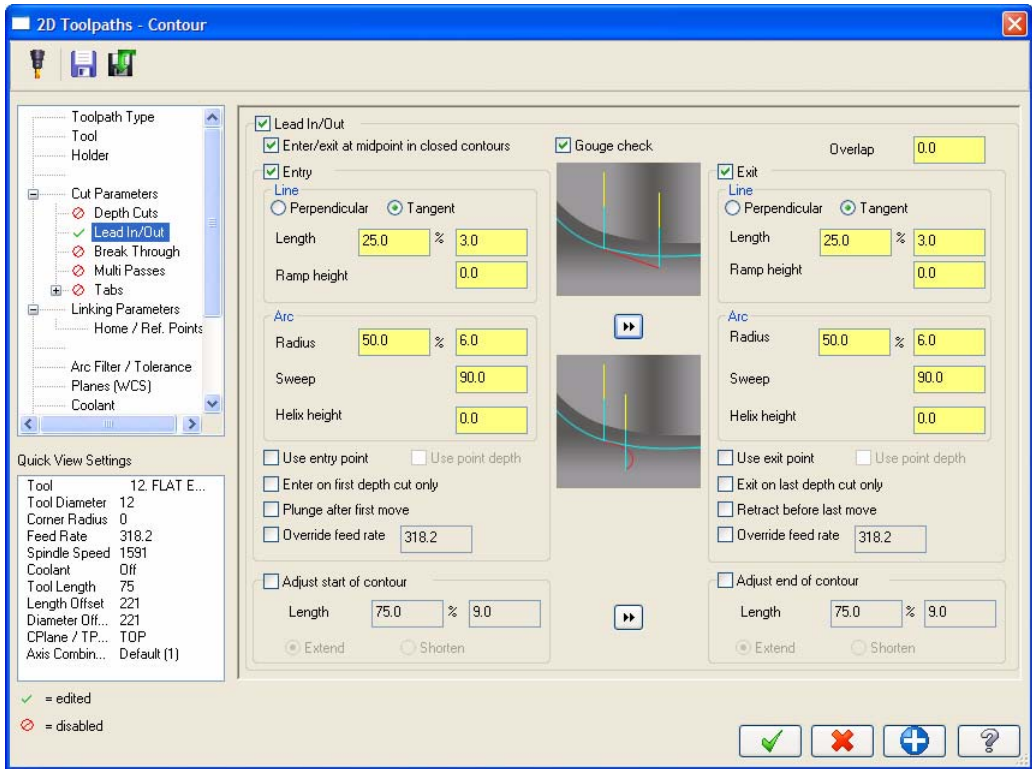 2D Toolpaths - Contour
Toolpath Type
Tool
Holder
Cut Parameters
Depth Cuts
Lead In/Out
Break Through
Multi Passes
Tabs
Linking Parameters
Home / Ref. Points
Arc Filter / Tolerance
Planes (WCS)
Coolant
Quick View Settings
Tool 12. FLAT E...
Tool Diameter 12
Corner Radius 0
Feed Rate 318.2
Spindle Speed 1591
Coolant Off
Tool Length 75
Length Offset 221
Diameter Off... 221
CPlane / TP... TOP
Axis Combin... Default (1)
= edited
= disabled
Lead In/Out
Enter/exit at midpoint in closed contours
Gouge check
Overlap 0.0
Entry
Line
Perpendicular Tangent
Length 25.0 % 3.0
Ramp height 0.0
Arc
Radius 50.0 % 6.0
Sweep 90.0
Helix height 0.0
Use entry point Use point depth
Enter on first depth cut only
Plunge after first move
Override feed rate 318.2
Adjust start of contour
Length 75.0 % 9.0
Extend Shorten
Exit
Line
Perpendicular Tangent
Length 25.0 % 3.0
Ramp height 0.0
Arc
Radius 50.0 % 6.0
Sweep 90.0
Helix height 0.0
Use exit point Use point depth
Exit on last depth cut only
Retract before last move
Override feed rate 318.2
Adjust end of contour
Length 75.0 % 9.0
Extend Shorten